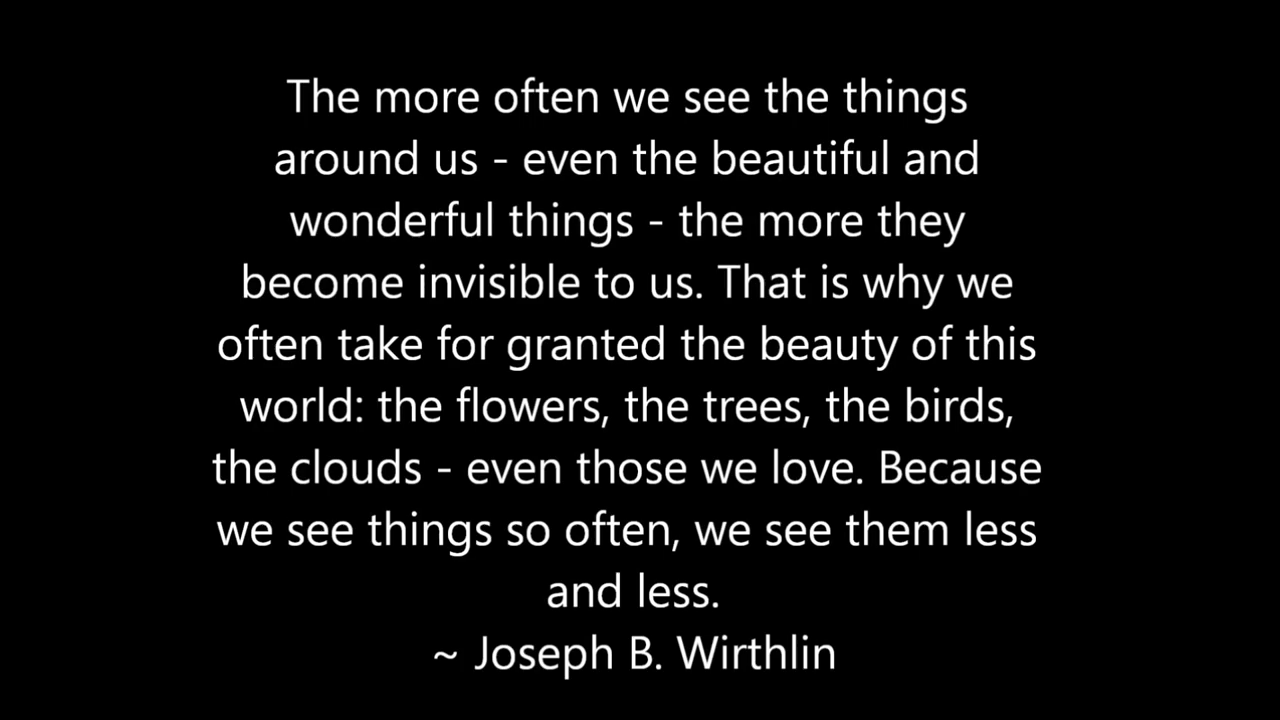 The more often we see the things
around us - even the beautiful and
wonderful things - the more they
become invisible to us. That is why we
often take for granted the beauty of this
world: the flowers, the trees, the birds,
the clouds - even those we love. Because
we see things so often, we see them less
and less.
~ Joseph B. Wirthlin